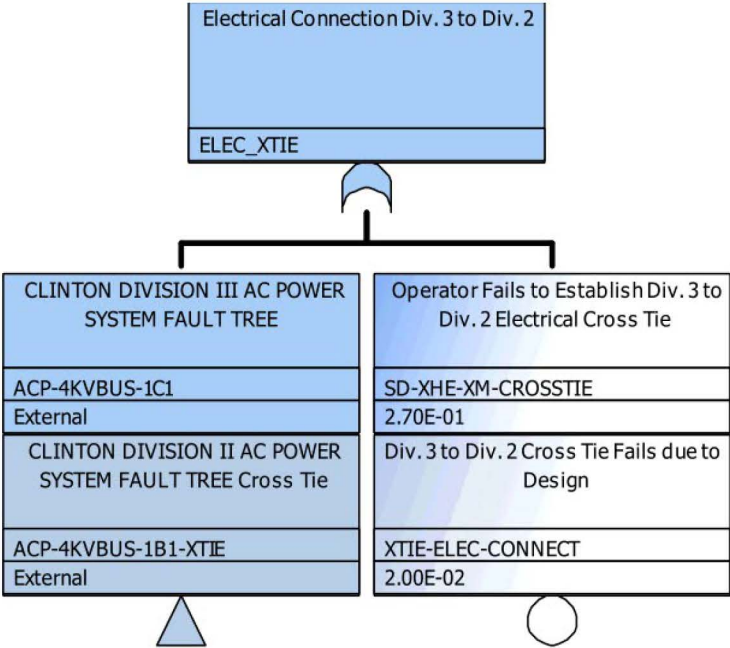 Electrical Connection Div. 3 to Div. 2
ELEC_XTIE
CLINTON DIVISION III AC POWER
SYSTEM FAULT TREE
ACP-4KVBUS-1C1
External
Operator Fails to Establish Div. 3 to
Div. 2 Electrical Cross Tie
SD-XHE-XM-CROSSTIE
2.70E-01
CLINTON DIVISION II AC POWER
SYSTEM FAULT TREE Cross Tie
ACP-4KVBUS-1B1-XTIE
External
Div. 3 to Div. 2 Cross Tie Fails due to
Design
XTIE-ELEC-CONNECT
2.00E-02